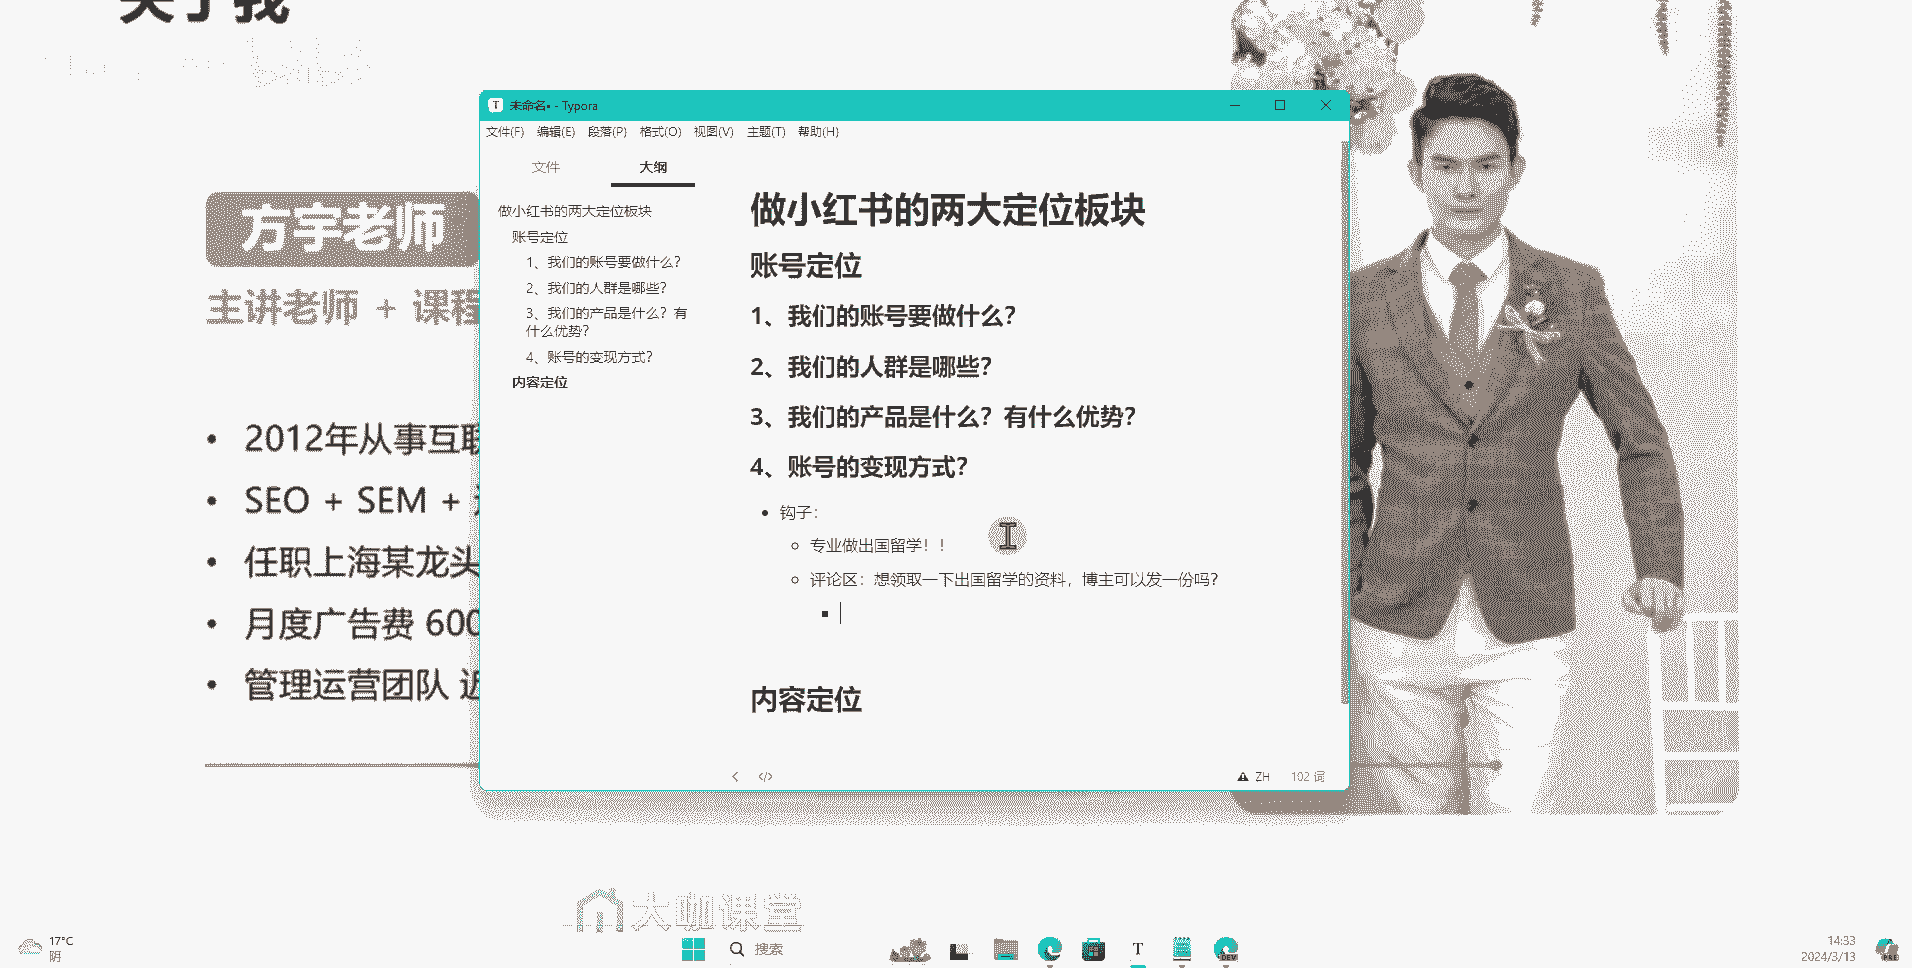 关于我
方宇老师
主讲老师 + 课程
2012年从事互联
SEO + SEM +
任职上海某龙头
月度广告费 600
管理运营团队 近
未命名• - Typora
文件(F) 编辑(E) 段落(P) 格式(O) 视图(V) 主题(T) 帮助(H)
文件 大纲
做小红书的两大定位板块
账号定位
1、我们的账号要做什么？
2、我们的人群是哪些？
3、我们的产品是什么？有
什么优势？
4、账号的变现方式？
内容定位
做小红书的两大定位板块
账号定位
1、我们的账号要做什么？
2、我们的人群是哪些？
3、我们的产品是什么？有什么优势？
4、账号的变现方式？
钩子：
专业做出国留学！！
评论区：想领取一下出国留学的资料，博主可以发一份吗？
内容定位
ZH 102 词
大咖课堂
17°C
阴
搜索
DEV
14:33
2024/3/13
PRE